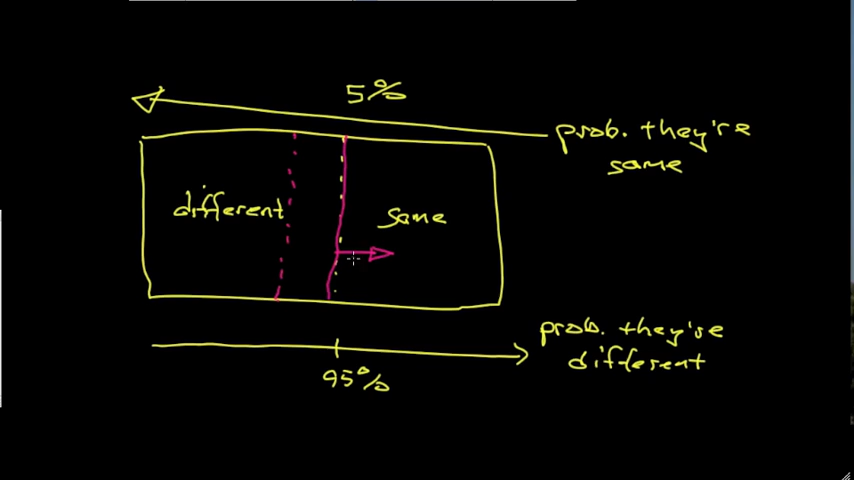 5%
prob. they're
same
different
same
prob. they're
different
95%